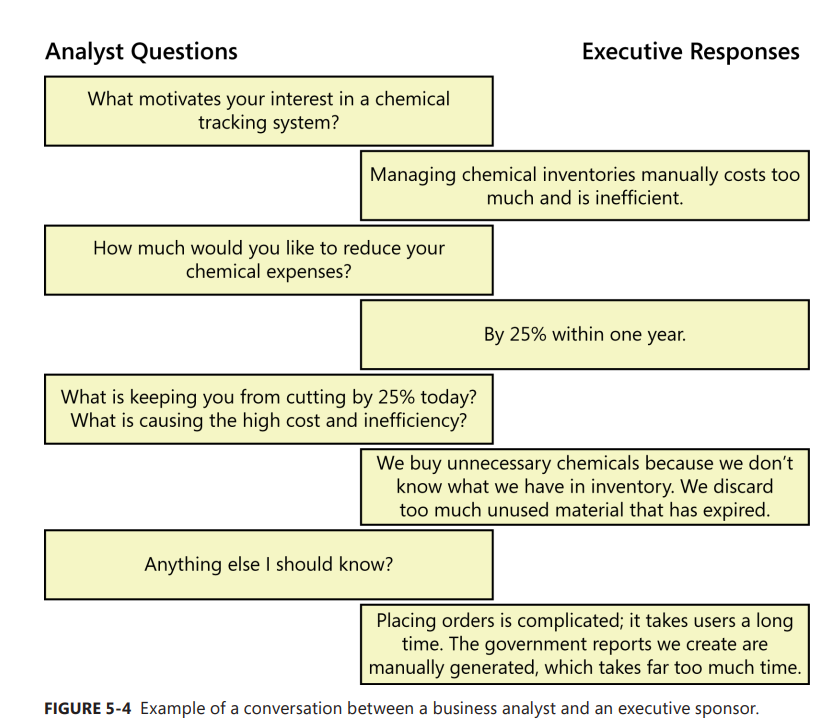 Analyst Questions
Executive Responses
What motivates your interest in a chemical
tracking system?
Managing chemical inventories manually costs too
much and is inefficient.
How much would you like to reduce your
chemical expenses?
By 25% within one year.
What is keeping you from cutting by 25% today?
What is causing the high cost and inefficiency?
We buy unnecessary chemicals because we don’t
know what we have in inventory. We discard
too much unused material that has expired.
Anything else I should know?
Placing orders is complicated; it takes users a long
time. The government reports we create are
manually generated, which takes far too much time.
FIGURE 5-4 Example of a conversation between a business analyst and an executive sponsor.